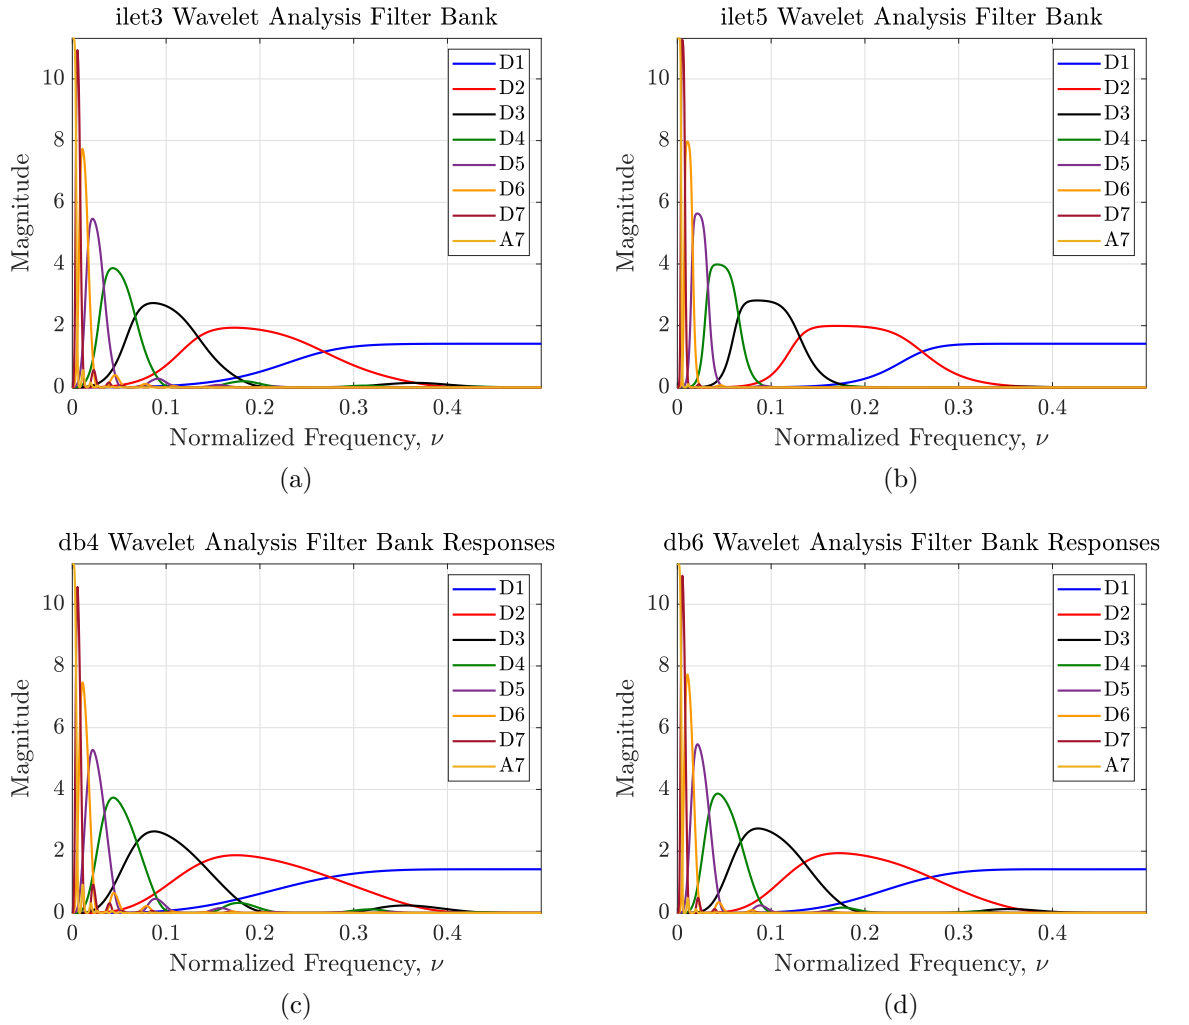 ilet3 Wavelet Analysis Filter Bank
Magnitude
10
8
6
4
2
0
0 0.1 0.2 0.3 0.4
Normalized Frequency, ν
D1
D2
D3
D4
D5
D6
D7
A7
(a)
ilet5 Wavelet Analysis Filter Bank
Magnitude
10
8
6
4
2
0
0 0.1 0.2 0.3 0.4
Normalized Frequency, ν
D1
D2
D3
D4
D5
D6
D7
A7
(b)
db4 Wavelet Analysis Filter Bank Responses
Magnitude
10
8
6
4
2
0
0 0.1 0.2 0.3 0.4
Normalized Frequency, ν
D1
D2
D3
D4
D5
D6
D7
A7
(c)
db6 Wavelet Analysis Filter Bank Responses
Magnitude
10
8
6
4
2
0
0 0.1 0.2 0.3 0.4
Normalized Frequency, ν
D1
D2
D3
D4
D5
D6
D7
A7
(d)